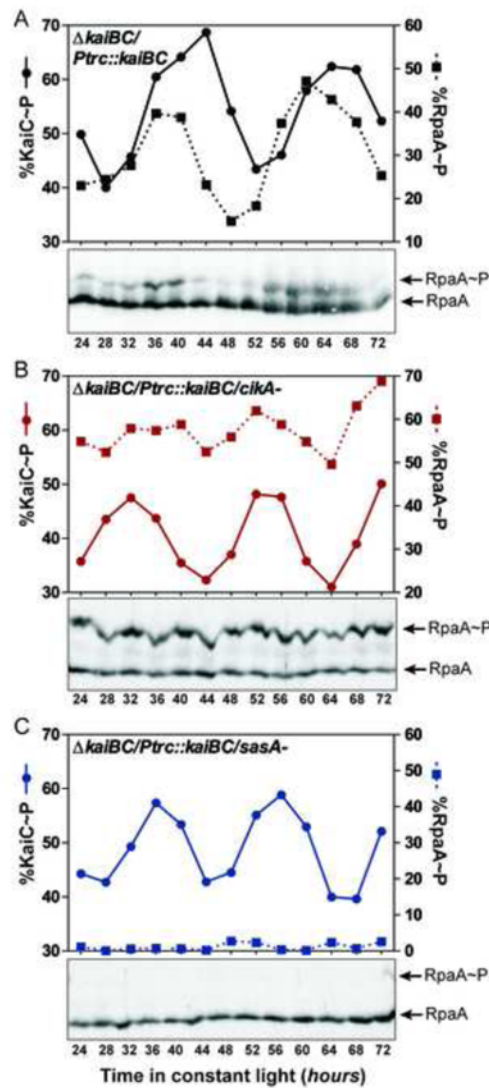 A
ΔkaiBC/
Ptrc::kaiBC
70
60
50
40
30
60
50
40
30
20
10
%KaiC~P
%RpaA~P
RpaA~P
RpaA
24 28 32 36 40 44 48 52 56 60 64 68 72
B
ΔkaiBC/Ptrc::kaiBC/cikA-
70
60
50
40
30
70
60
50
40
30
20
%KaiC~P
%RpaA~P
RpaA~P
RpaA
24 28 32 36 40 44 48 52 56 60 64 68 72
C
ΔkaiBC/Ptrc::kaiBC/sasA-
70
60
50
40
30
60
50
40
30
20
10
0
%KaiC~P
%RpaA~P
RpaA~P
RpaA
24 28 32 36 40 44 48 52 56 60 64 68 72
Time in constant light (hours)